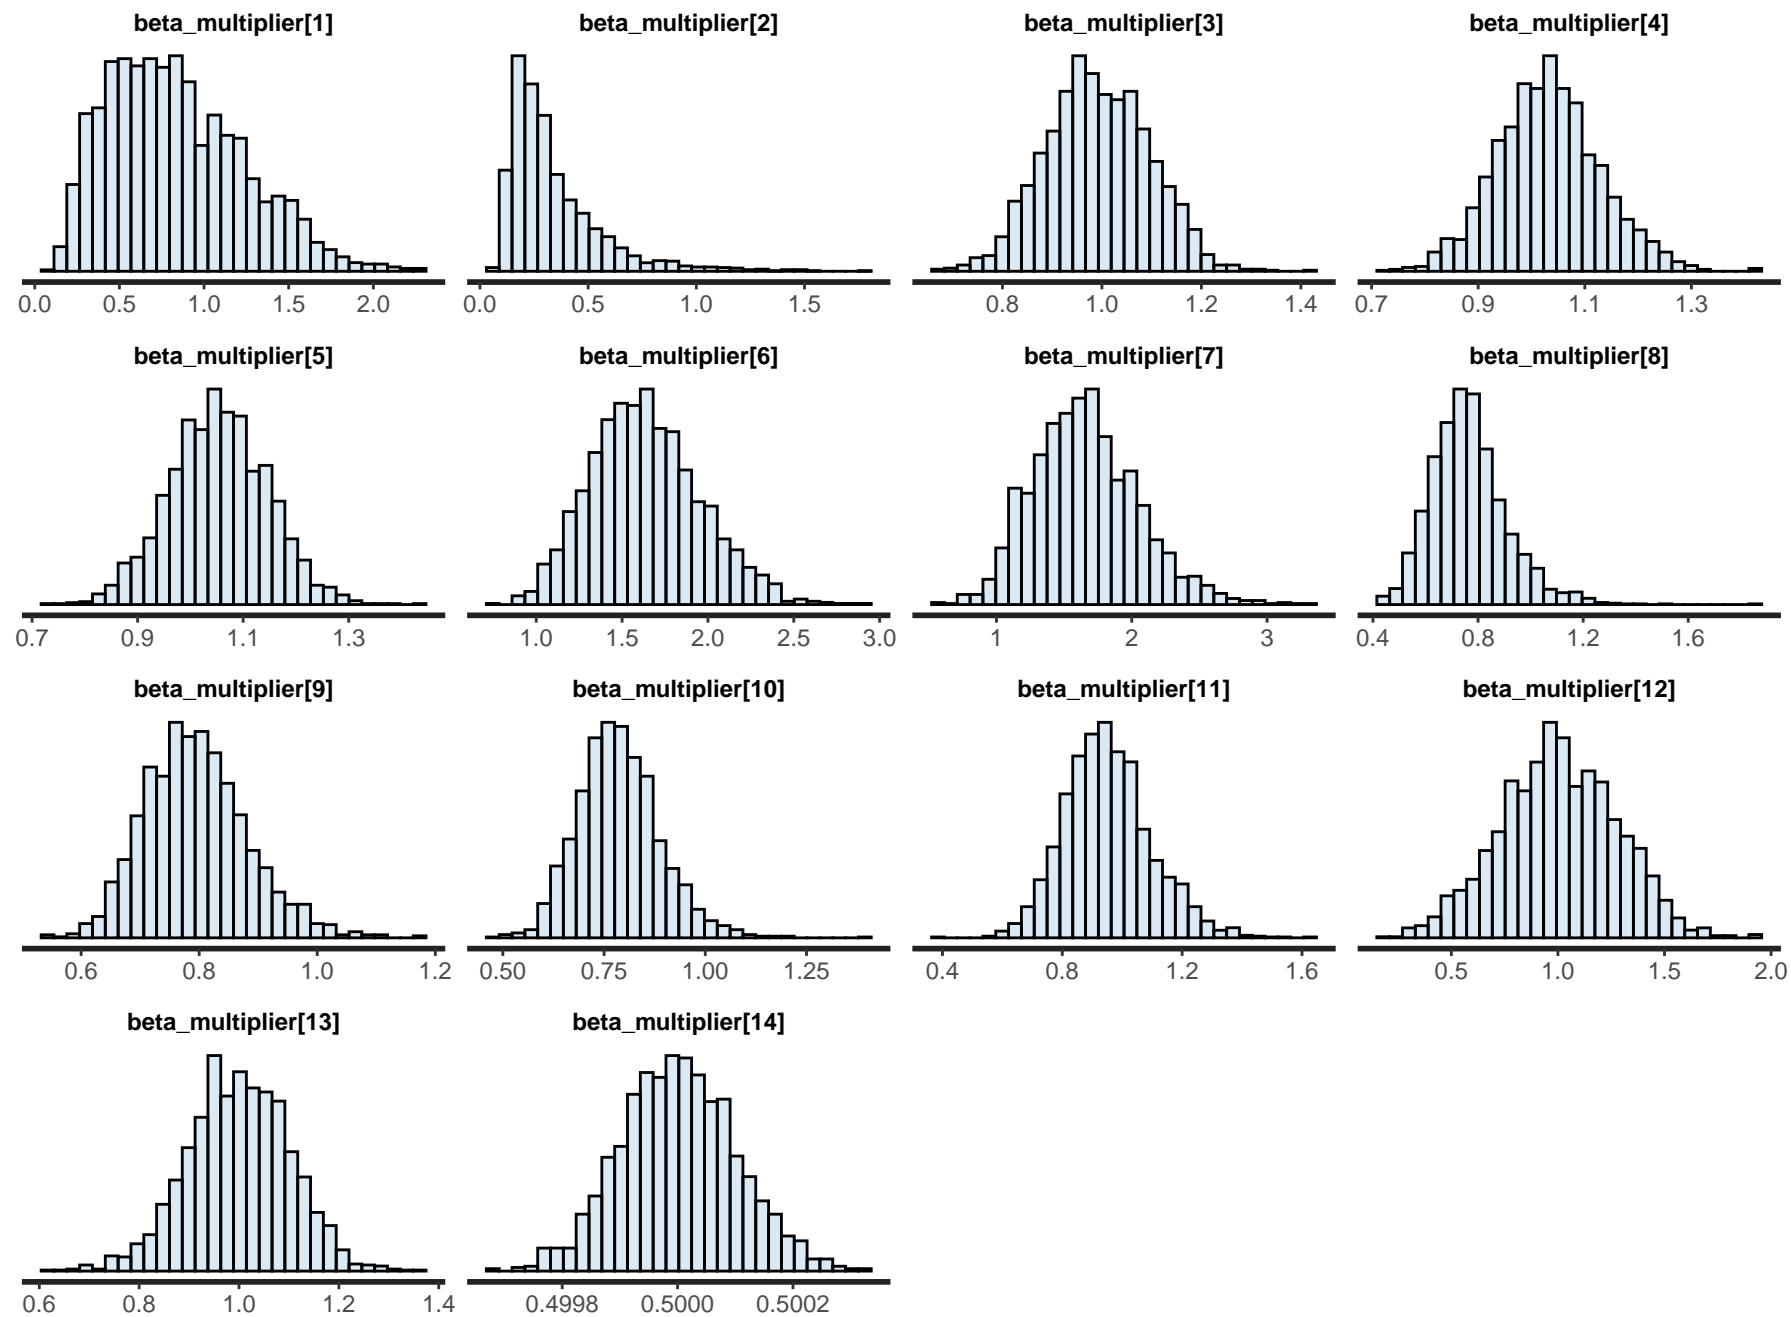 beta_multiplier[1] beta_multiplier[2] beta_multiplier[3] beta_multiplier[4]
0.0 0.5 1.0 1.5 2.0 0.0 0.5 1.0 1.5 0.8 1.0 1.2 1.4 0.7 0.9 1.1 1.3
beta_multiplier[5] beta_multiplier[6] beta_multiplier[7] beta_multiplier[8]
0.7 0.9 1.1 1.3 1.0 1.5 2.0 2.5 3.0 1 2 3 0.4 0.8 1.2 1.6
beta_multiplier[9] beta_multiplier[10] beta_multiplier[11] beta_multiplier[12]
0.6 0.8 1.0 1.2 0.50 0.75 1.00 1.25 0.4 0.8 1.2 1.6 0.5 1.0 1.5 2.0
beta_multiplier[13] beta_multiplier[14]
0.6 0.8 1.0 1.2 1.4 0.4998 0.5000 0.5002